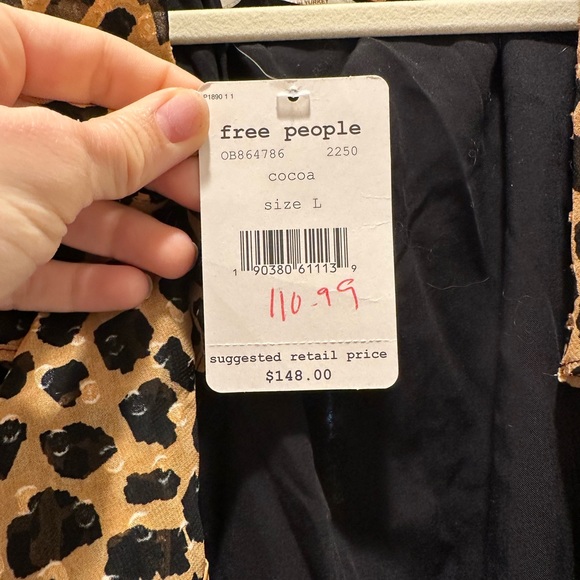 P1890 1 1
free people
OB864786 2250
cocoa
size L
1 90380 61113 9
110.99
suggested retail price
$148.00